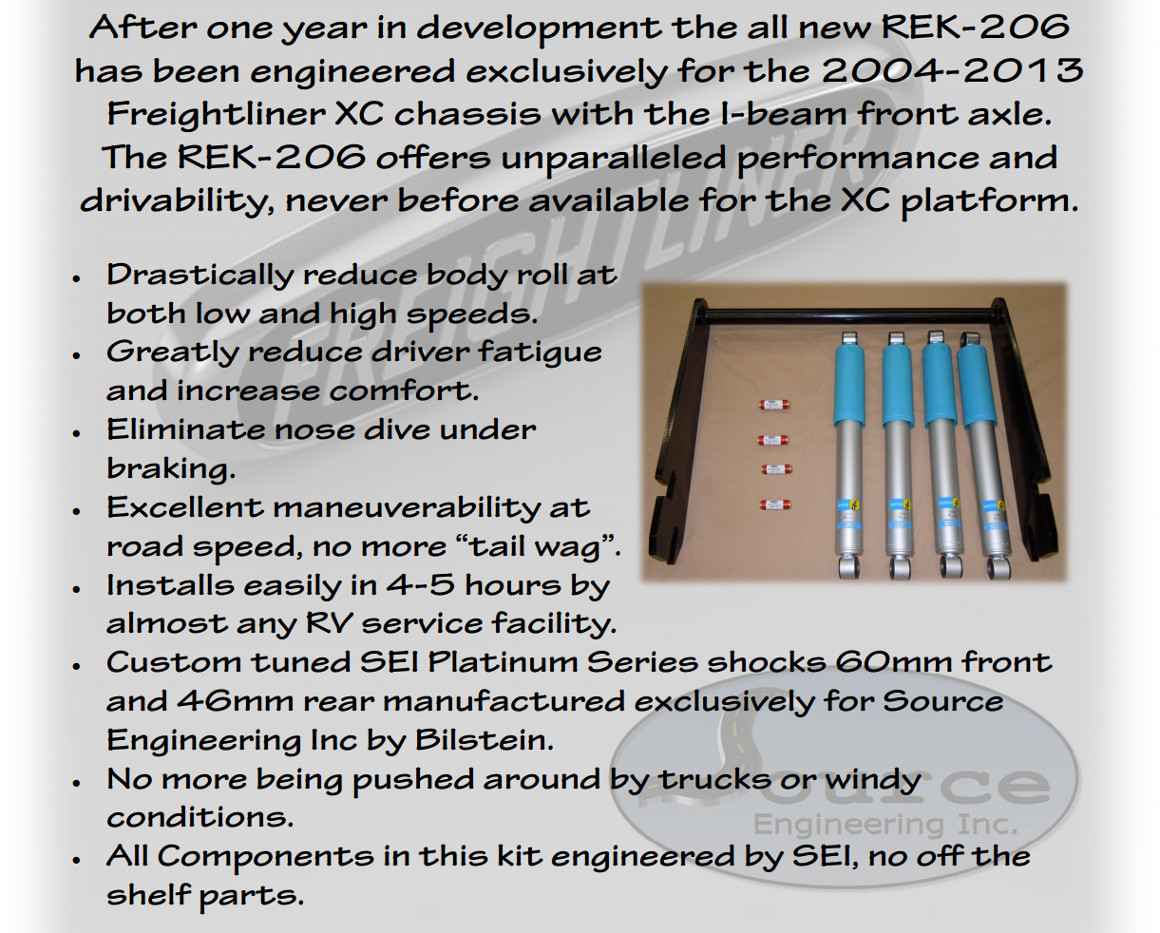 After one year in development the all new REK-206
has been engineered exclusively for the 2004-2013
Freightliner XC chassis with the I-beam front axle.
The REK-206 offers unparalleled performance and
drivability, never before available for the XC platform.
FREIGHTLINER
• Drastically reduce body roll at
both low and high speeds.
• Greatly reduce driver fatigue
and increase comfort.
• Eliminate nose dive under
braking.
• Excellent maneuverability at
road speed, no more “tail wag”.
• Installs easily in 4-5 hours by
almost any RV service facility.
• Custom tuned SEI Platinum Series shocks 60mm front
and 46mm rear manufactured exclusively for Source
Engineering Inc by Bilstein.
• No more being pushed around by trucks or windy
conditions.
• All Components in this kit engineered by SEI, no off the
shelf parts.
Source
Engineering Inc.